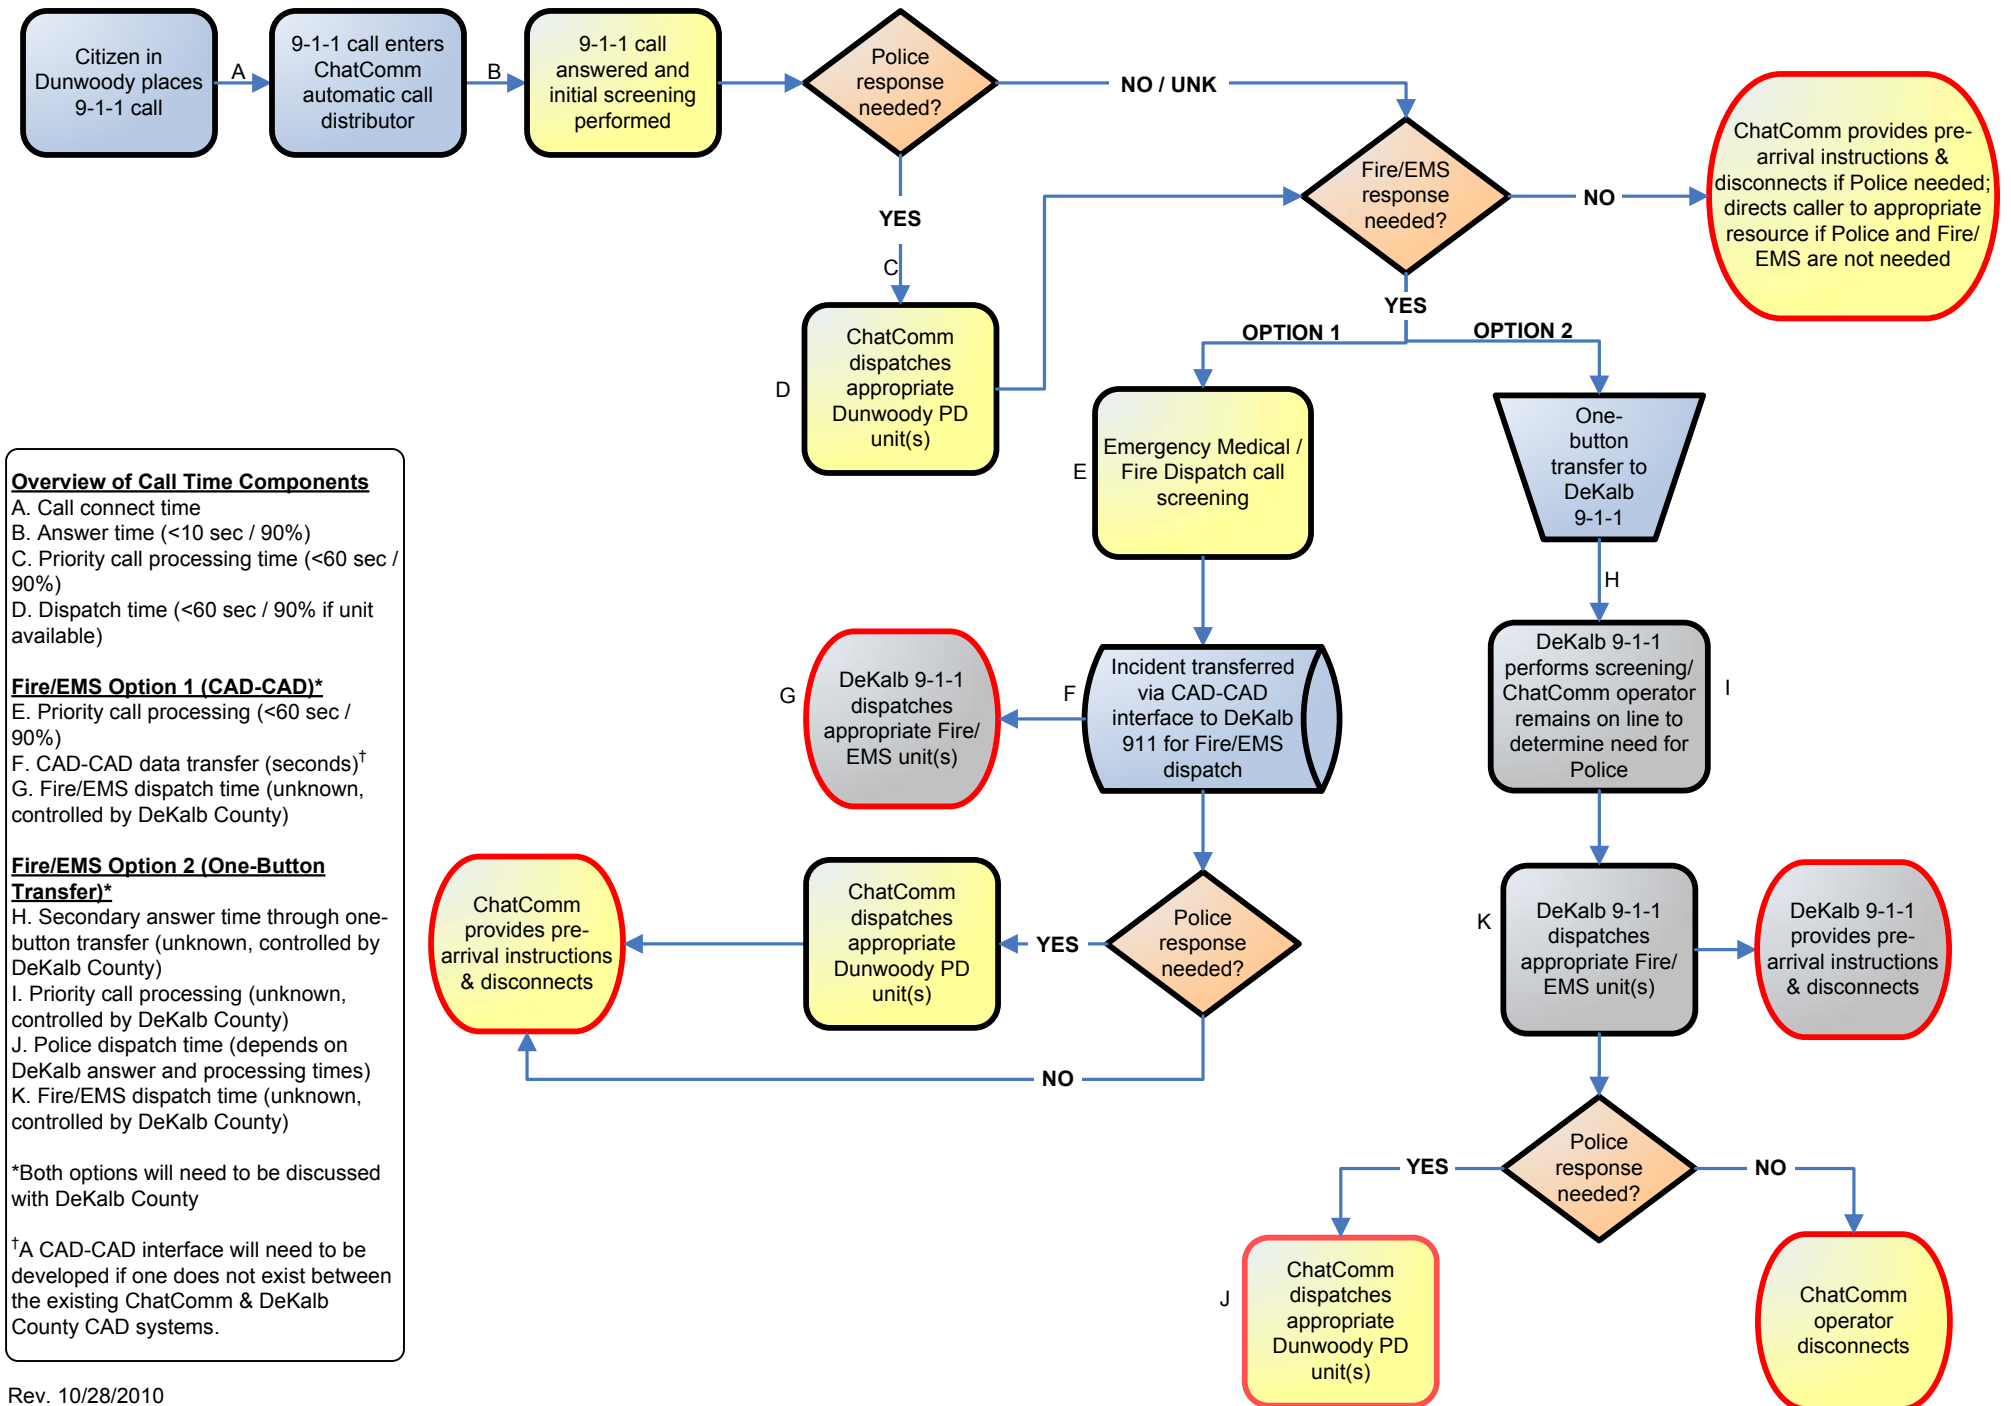 Citizen in
Dunwoody places
9-1-1 call
A
9-1-1 call enters
ChatComm
automatic call
distributor
B
9-1-1 call
answered and
initial screening
performed
Police
response
needed?
NO / UNK
YES
C
Fire/EMS
response
needed?
NO
ChatComm provides pre-
arrival instructions &
disconnects if Police needed;
directs caller to appropriate
resource if Police and Fire/
EMS are not needed
D
ChatComm
dispatches
appropriate
Dunwoody PD
unit(s)
YES
OPTION 1
OPTION 2
E
Emergency Medical /
Fire Dispatch call
screening
One-
button
transfer to
DeKalb
9-1-1
H
Overview of Call Time Components
A. Call connect time
B. Answer time (<10 sec / 90%)
C. Priority call processing time (<60 sec /
90%)
D. Dispatch time (<60 sec / 90% if unit
available)
Fire/EMS Option 1 (CAD-CAD)*
E. Priority call processing (<60 sec /
90%)
F. CAD-CAD data transfer (seconds)†
G. Fire/EMS dispatch time (unknown,
controlled by DeKalb County)
Fire/EMS Option 2 (One-Button
Transfer)*
H. Secondary answer time through one-
button transfer (unknown, controlled by
DeKalb County)
I. Priority call processing (unknown,
controlled by DeKalb County)
J. Police dispatch time (depends on
DeKalb answer and processing times)
K. Fire/EMS dispatch time (unknown,
controlled by DeKalb County)
*Both options will need to be discussed
with DeKalb County
†A CAD-CAD interface will need to be
developed if one does not exist between
the existing ChatComm & DeKalb
County CAD systems.
G
DeKalb 9-1-1
dispatches
appropriate Fire/
EMS unit(s)
F
Incident transferred
via CAD-CAD
interface to DeKalb
911 for Fire/EMS
dispatch
DeKalb 9-1-1
performs screening/
ChatComm operator
remains on line to
determine need for
Police
I
ChatComm
provides pre-
arrival instructions
& disconnects
ChatComm
dispatches
appropriate
Dunwoody PD
unit(s)
YES
Police
response
needed?
NO
K
DeKalb 9-1-1
dispatches
appropriate Fire/
EMS unit(s)
DeKalb 9-1-1
provides pre-
arrival instructions
& disconnects
YES
Police
response
needed?
NO
J
ChatComm
dispatches
appropriate
Dunwoody PD
unit(s)
ChatComm
operator
disconnects
Rev. 10/28/2010